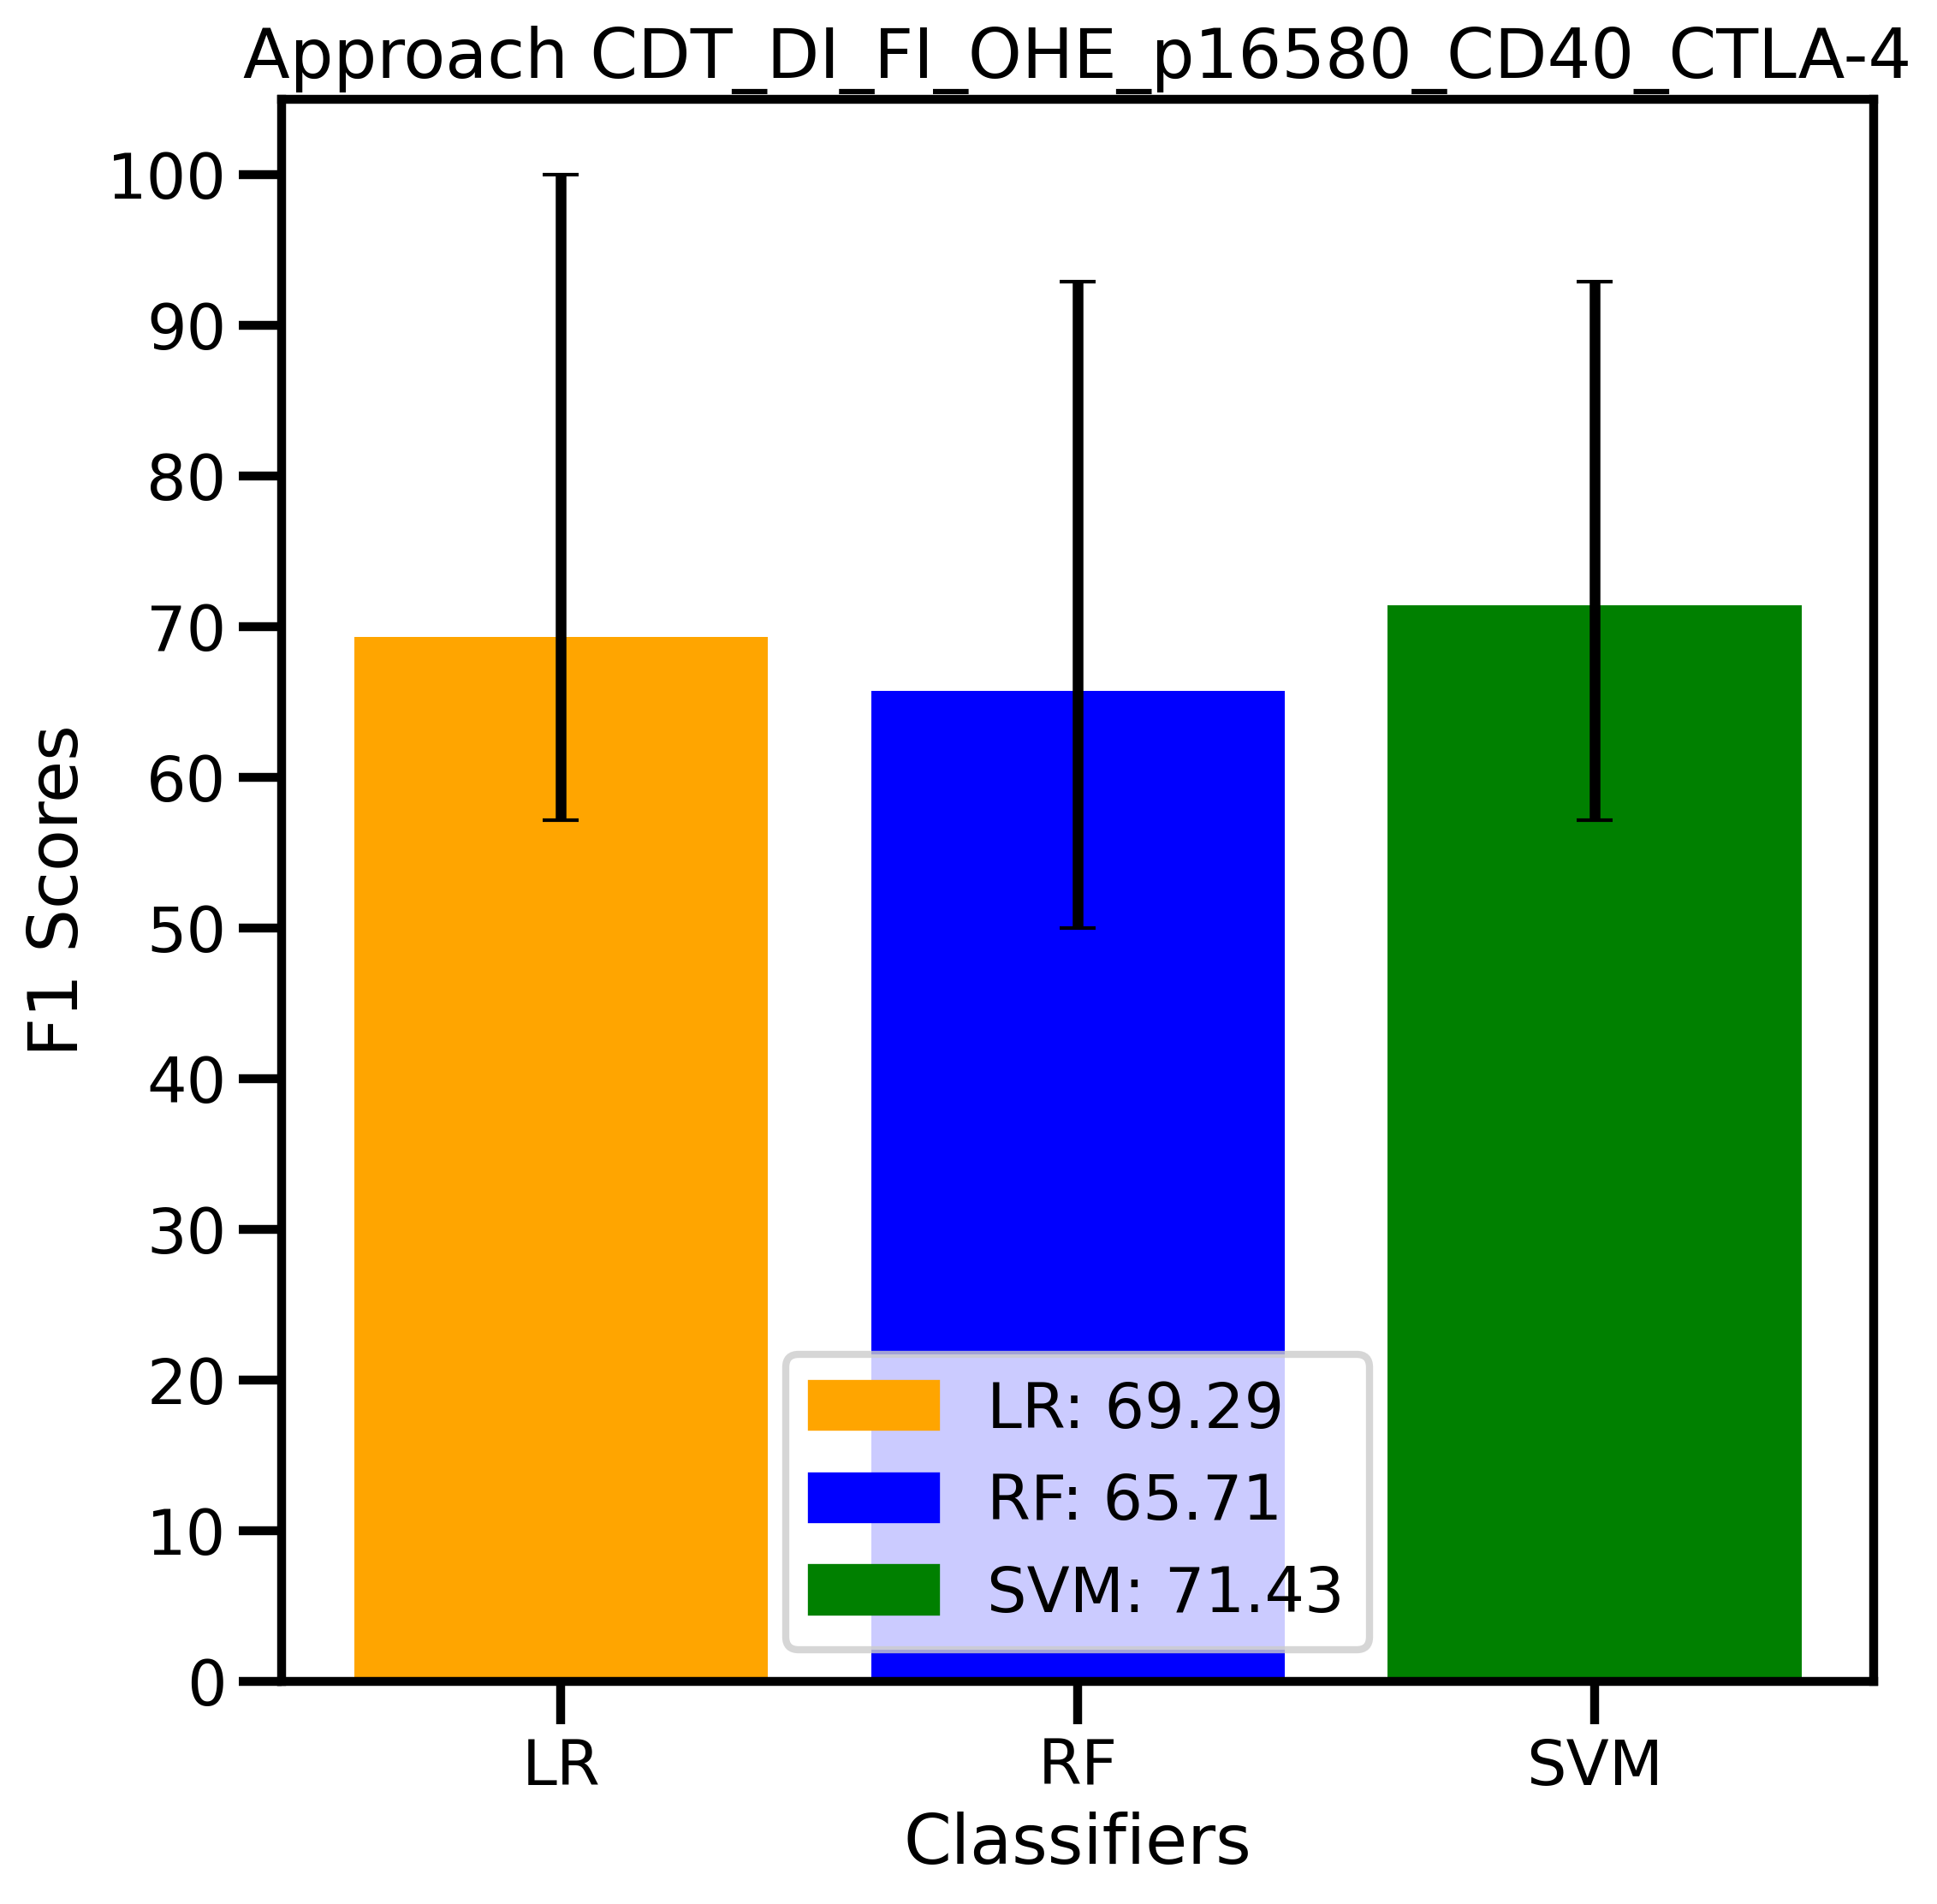 Approach CDT_DI_FI_OHE_p16580_CD40_CTLA-4
100
90
80
70
60
50
40
30
20
10
0
F1 Scores
LR: 69.29
RF: 65.71
SVM: 71.43
LR
RF
SVM
Classifiers